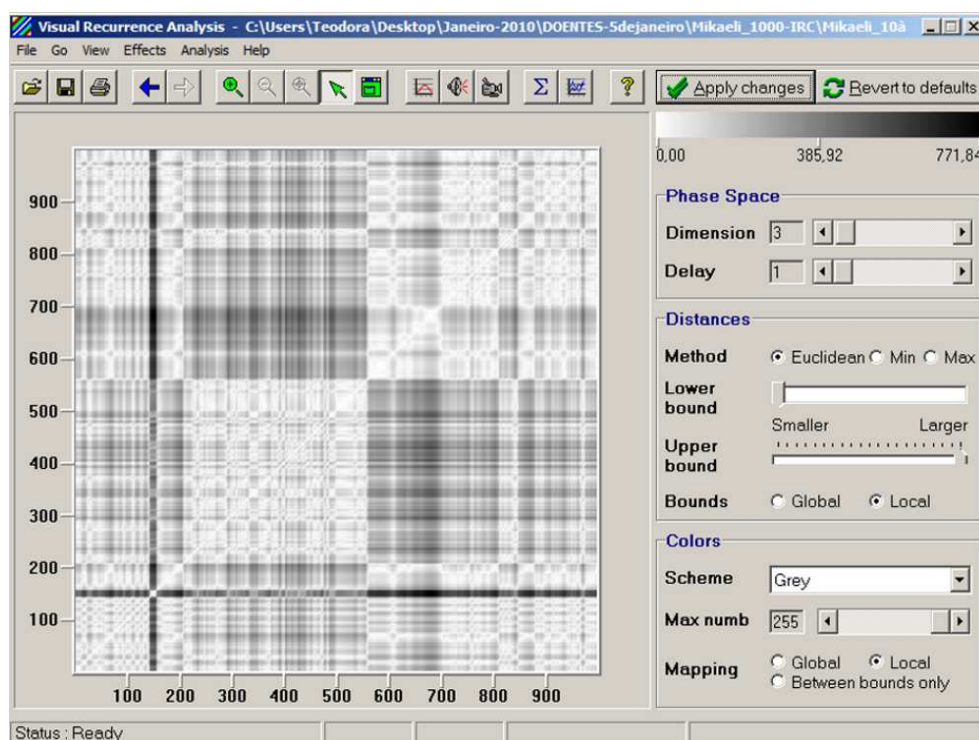 Visual Recurrence Analysis - C:\Users\Teodora\Desktop\Janeiro-2010\DOENTES-5dejaneiro\Mikaeli_1000-IRC\Mikaeli_10à
File Go View Effects Analysis Help
Σ ?
Apply changes Revert to defaults
0,00 385,92 771,84
Phase Space
Dimension 3
Delay 1
Distances
Method Euclidean Min Max
Lower bound
Smaller Larger
Upper bound
Bounds Global Local
Colors
Scheme Grey
Max numb 255
Mapping Global Local
Between bounds only
900
800
700
600
500
400
300
200
100
100 200 300 400 500 600 700 800 900
Status : Ready